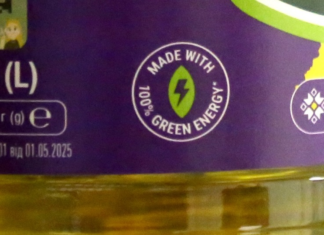 (L)
г (g) ℮
01 від 01.05.2025
MADE WITH
100% GREEN ENERGY*